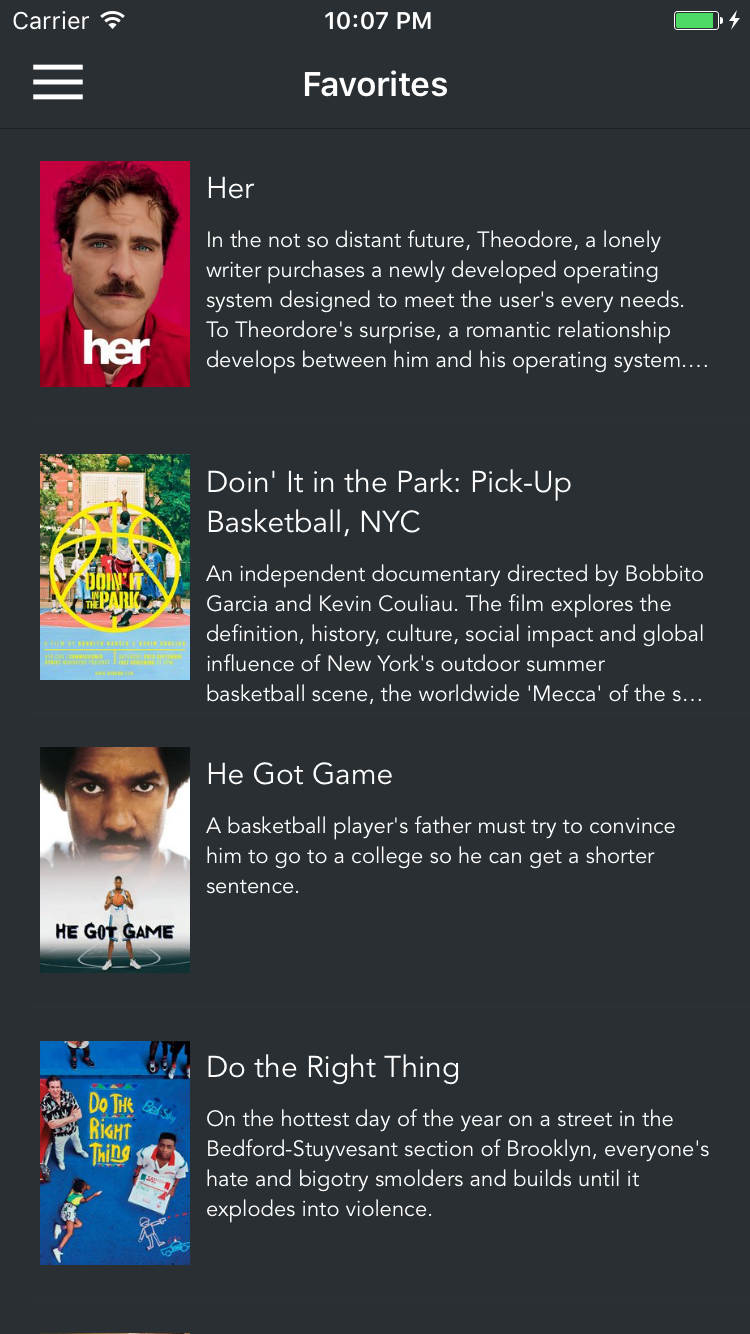 Carrier 10:07 PM
Favorites
her
Her
In the not so distant future, Theodore, a lonely
writer purchases a newly developed operating
system designed to meet the user's every needs.
To Theordore's surprise, a romantic relationship
develops between him and his operating system....
DOIN' IT
IN
THE PARK
Doin' It in the Park: Pick-Up
Basketball, NYC
An independent documentary directed by Bobbito
Garcia and Kevin Couliau. The film explores the
definition, history, culture, social impact and global
influence of New York's outdoor summer
basketball scene, the worldwide 'Mecca' of the s...
HE GOT GAME
He Got Game
A basketball player's father must try to convince
him to go to a college so he can get a shorter
sentence.
Do THE
RIGHT
Thing
Bed Stuy
Do the Right Thing
On the hottest day of the year on a street in the
Bedford-Stuyvesant section of Brooklyn, everyone's
hate and bigotry smolders and builds until it
explodes into violence.